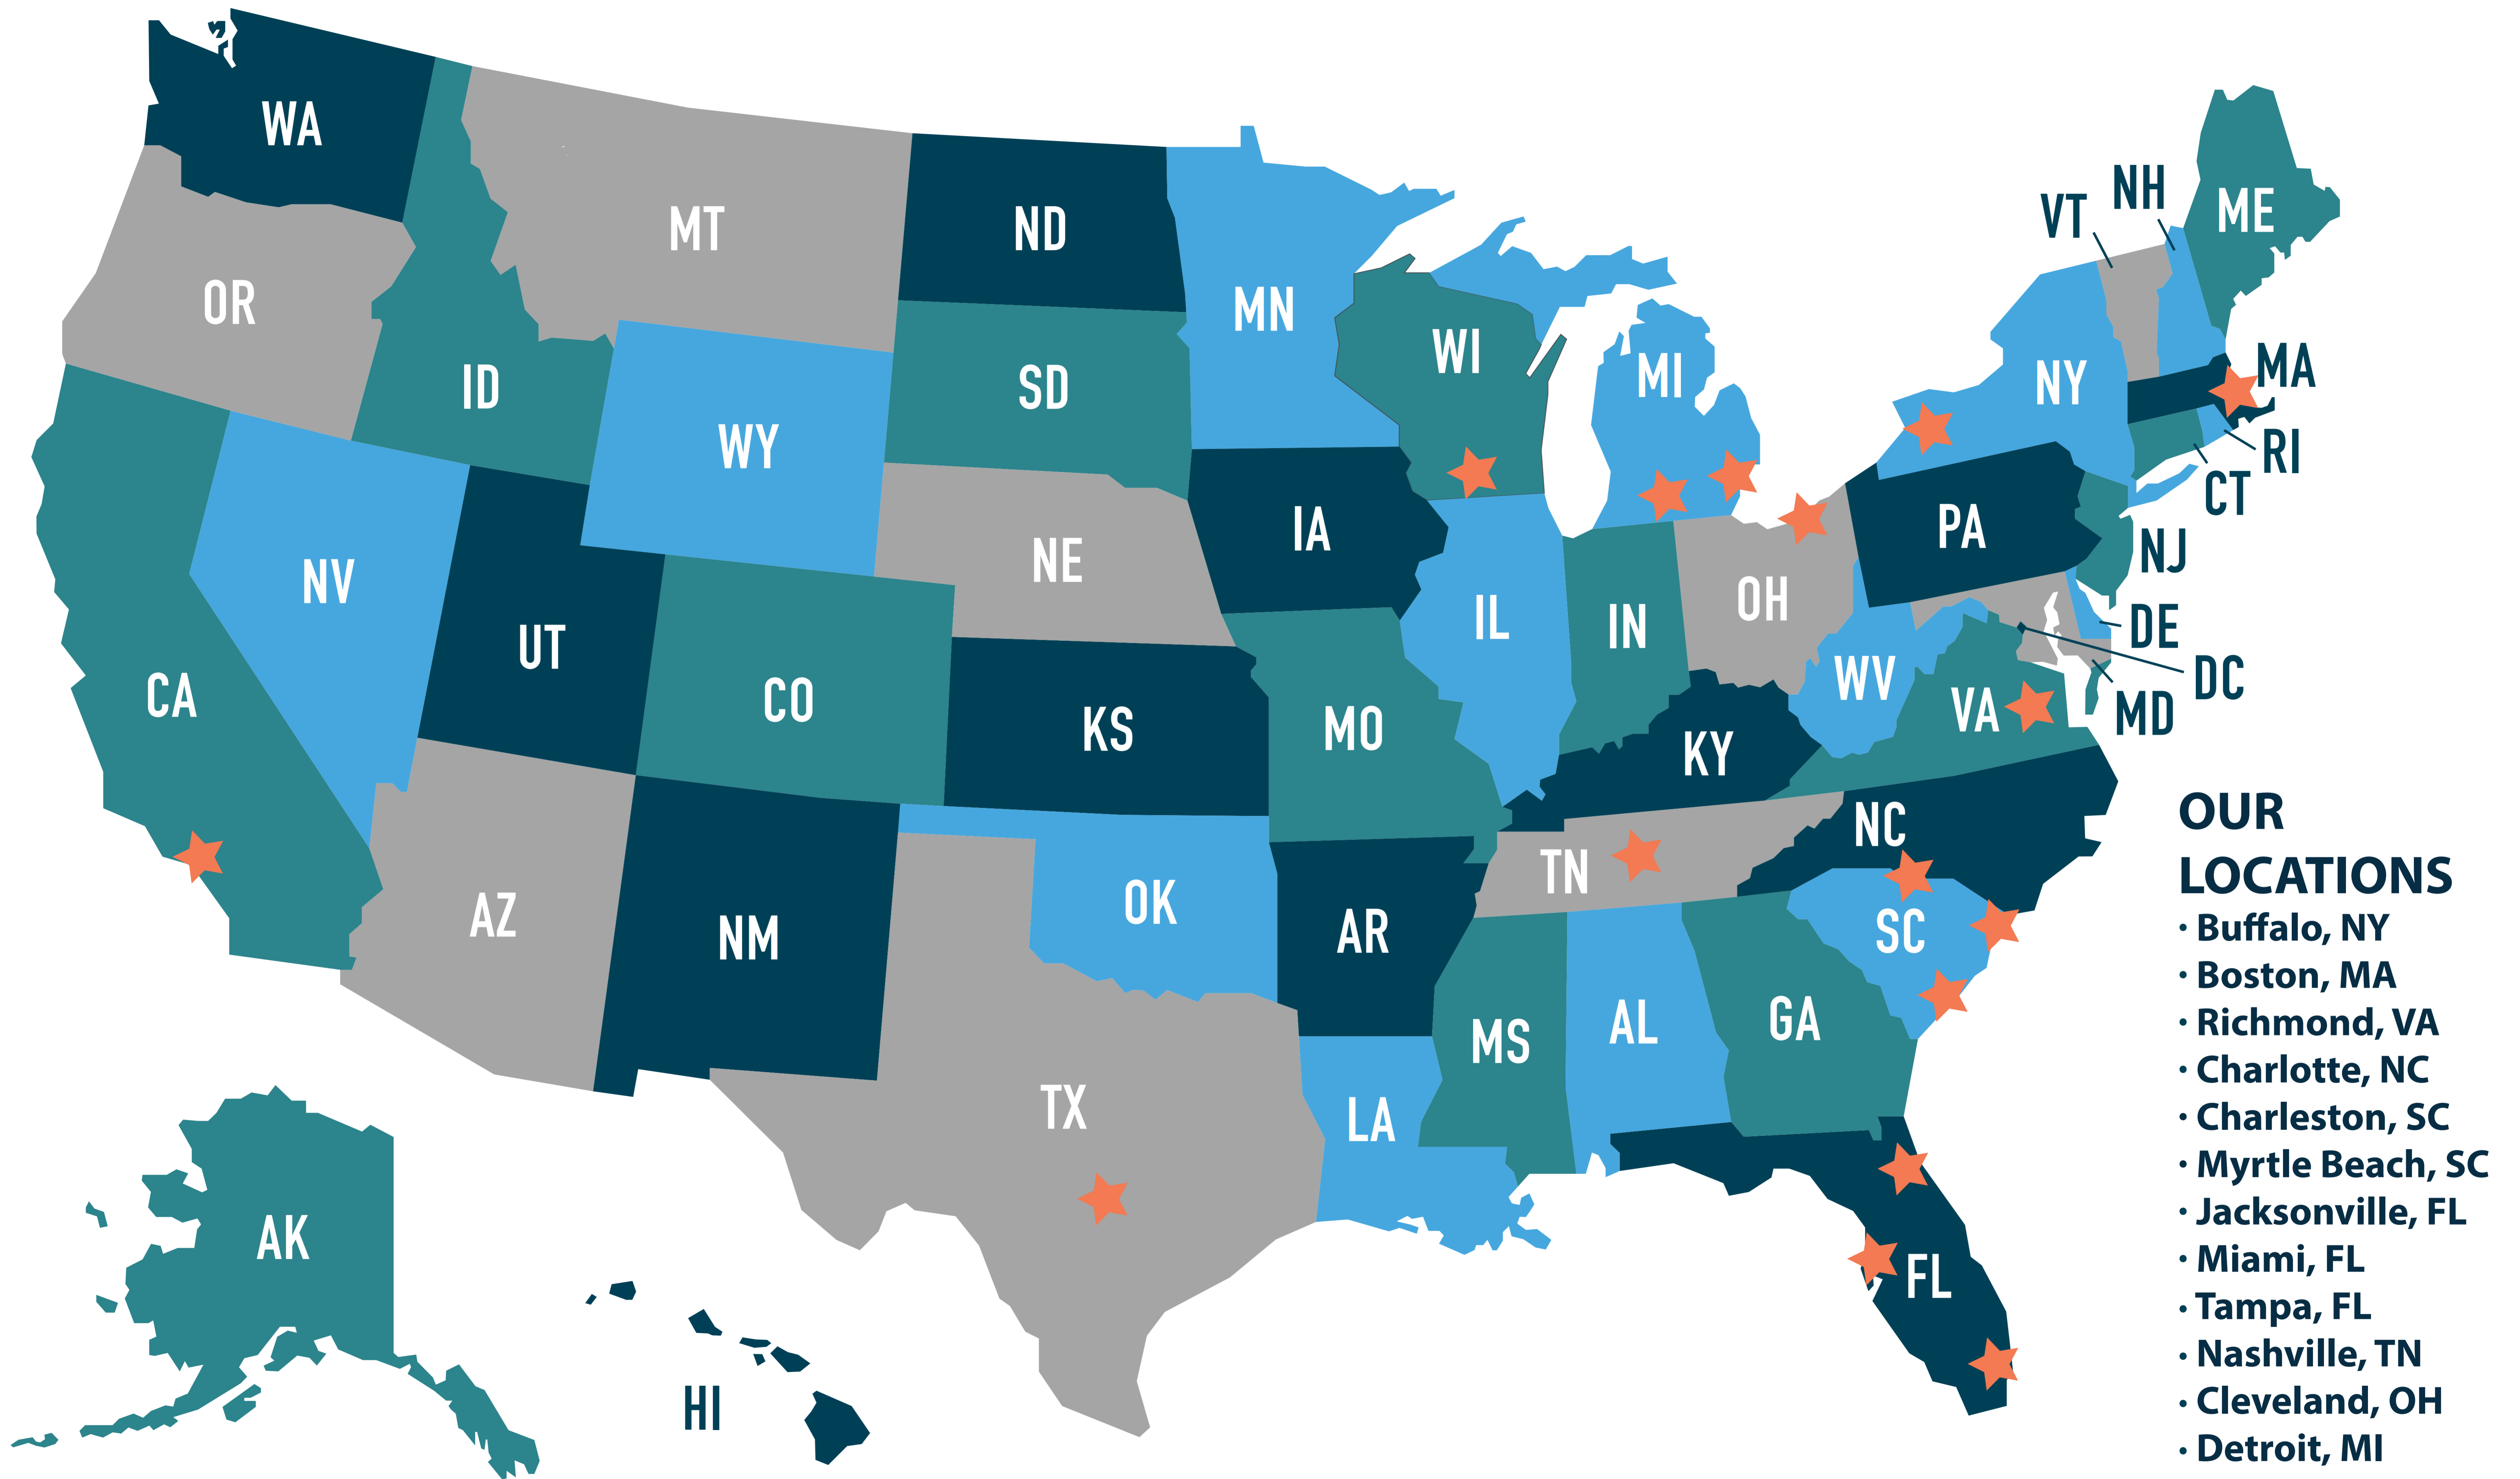 WA
MT
ND
OR
ID
MN
WI
MI
SD
WY
VT
NH
ME
NY
MA
RI
CT
NJ
PA
IA
NE
NV
UT
CA
CO
KS
MO
IL
IN
OH
WV
VA
DE
DC
MD
KY
NC
TN
AZ
NM
OK
AR
SC
MS
AL
GA
TX
LA
FL
AK
HI
OUR
LOCATIONS
• Buffalo, NY
• Boston, MA
• Richmond, VA
• Charlotte, NC
• Charleston, SC
• Myrtle Beach, SC
• Jacksonville, FL
• Miami, FL
• Tampa, FL
• Nashville, TN
• Cleveland, OH
• Detroit, MI